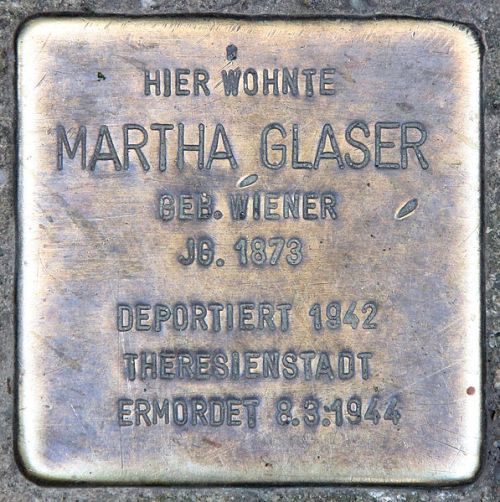 HIER WOHNTE
MARTHA GLASER
GEB. WIENER
JG. 1873
DEPORTIERT 1942
THERESIENSTADT
ERMORDET 8.3.1944